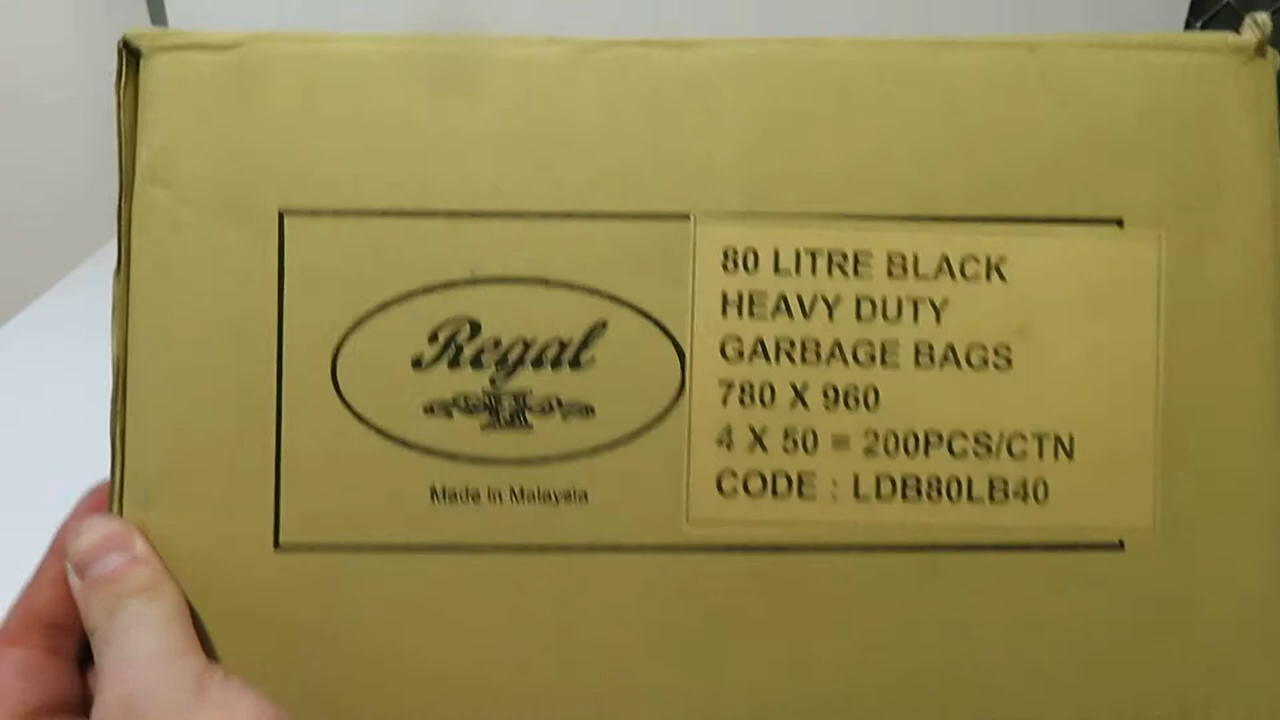 Regal
Made in Malaysia
80 LITRE BLACK
HEAVY DUTY
GARBAGE BAGS
780 X 960
4 X 50 = 200PCS/CTN
CODE : LDB80LB40